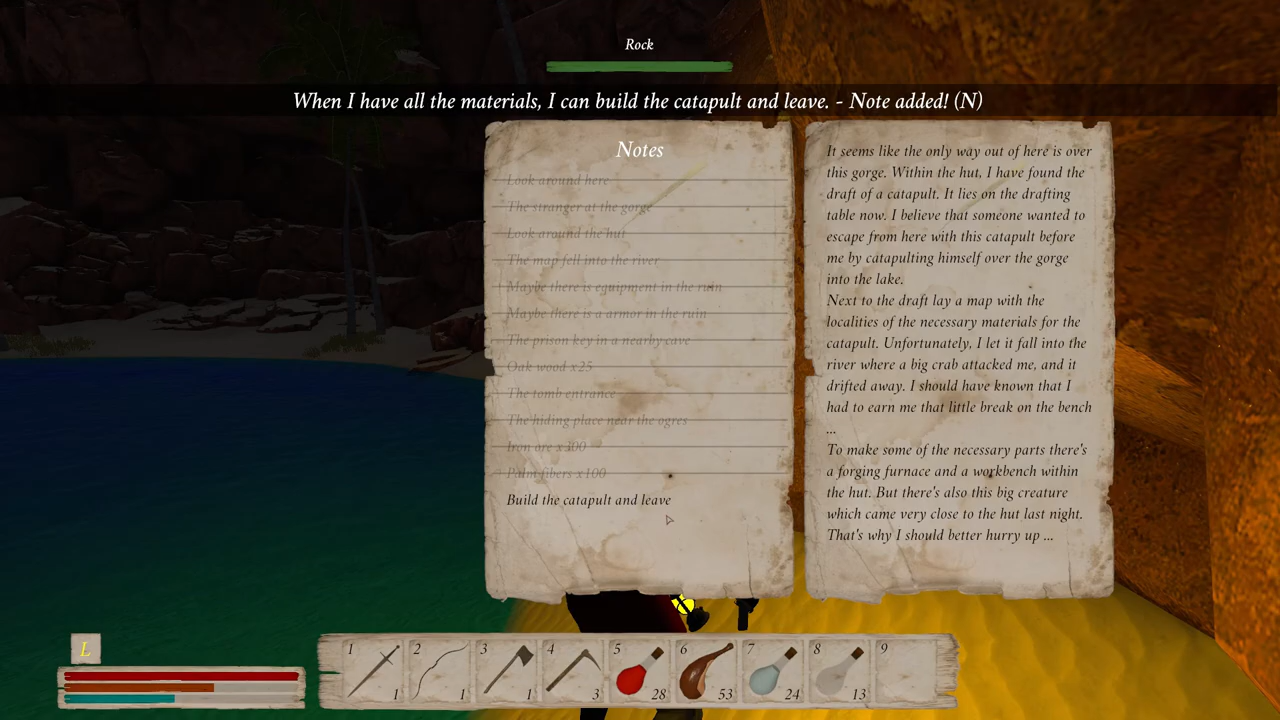 Rock
When I have all the materials, I can build the catapult and leave. - Note added! (N)
Notes
Look around here
The stranger at the gorge
Look around the hut
The map fell into the river
Maybe there is equipment in the ruin
Maybe there is a armor in the ruin
The prison key in a nearby cave
Oak wood x25
The tomb entrance
The hiding place near the ogres
Iron ore x300
Palm fibers x100
Build the catapult and leave
It seems like the only way out of here is over
this gorge. Within the hut, I have found the
draft of a catapult. It lies on the drafting
table now. I believe that someone wanted to
escape from here with this catapult before
me by catapulting himself over the gorge
into the lake.
Next to the draft lay a map with the
localities of the necessary materials for the
catapult. Unfortunately, I let it fall into the
river where a big crab attacked me, and it
drifted away. I should have known that I
had to earn me that little break on the bench
...
To make some of the necessary parts there's
a forging furnace and a workbench within
the hut. But there's also this big creature
which came very close to the hut last night.
That's why I should better hurry up ...
L
1 2 3 4 5 6 7 8 9
1 1 1 3 28 53 24 13